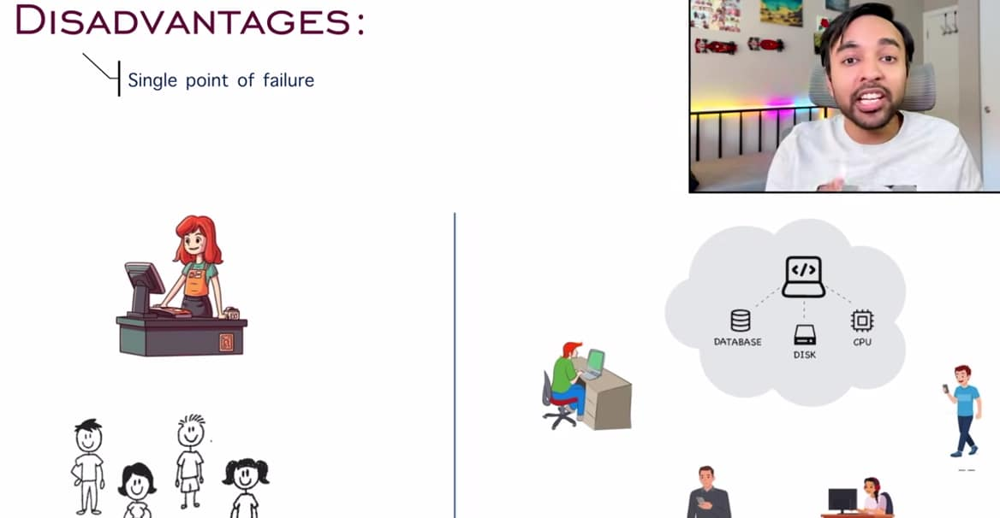 DISADVANTAGES:
Single point of failure
</>
DATABASE
DISK
CPU